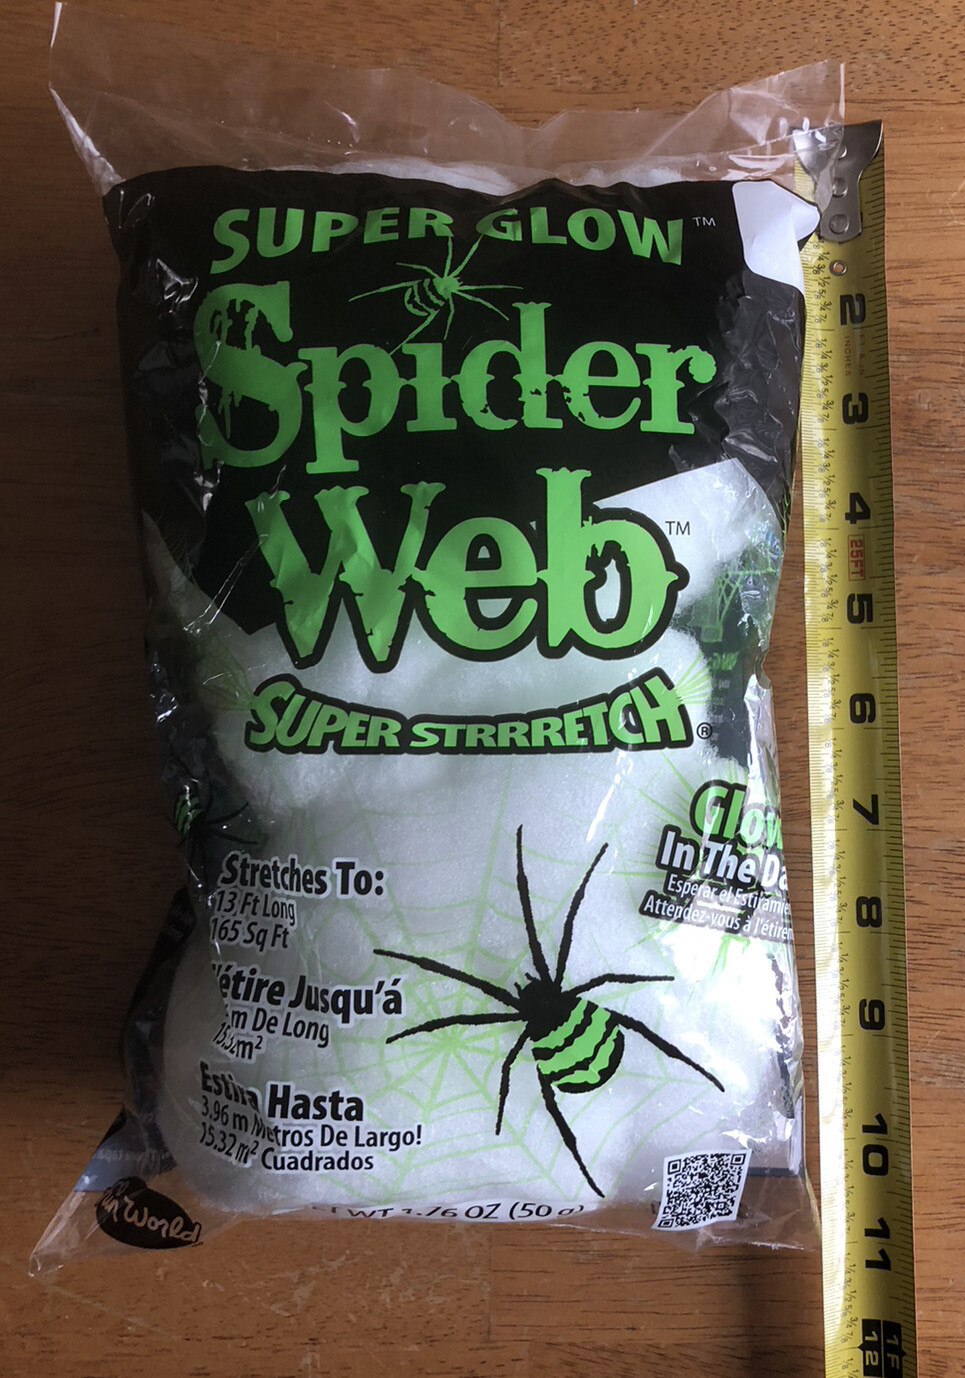 SUPER GLOW™
Spider
Web™
SUPER STRRRETCH®
Glow
In The Da
Esperar el Estiramie
Attendez-vous à l'étire
Stretches To:
13 Ft Long
165 Sq Ft
'étire Jusqu'á
m De Long
15.32m²
Estira Hasta
3.96 m Metros De Largo!
15.32 m² Cuadrados
WT 1.76 OZ (50 g)
World
2
INCHES
3
4
25FT
5
6
7
8
9
10
11
12
1F